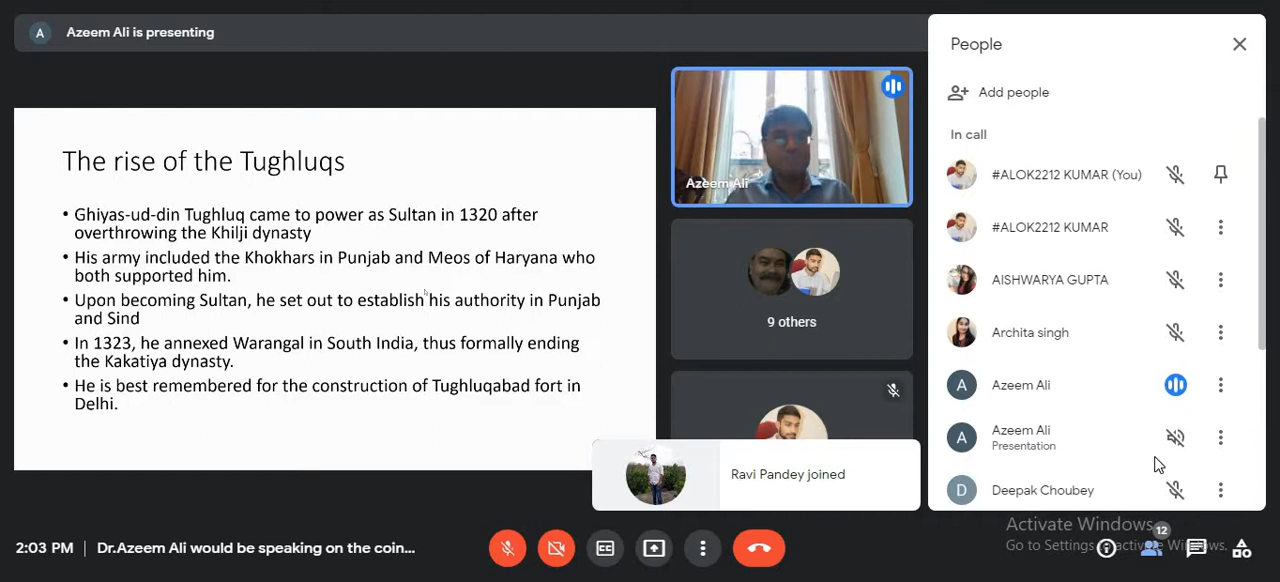 A
Azeem Ali is presenting
The rise of the Tughluqs
• Ghiyas-ud-din Tughluq came to power as Sultan in 1320 after
overthrowing the Khilji dynasty
• His army included the Khokhars in Punjab and Meos of Haryana who
both supported him.
• Upon becoming Sultan, he set out to establish his authority in Punjab
and Sind
• In 1323, he annexed Warangal in South India, thus formally ending
the Kakatiya dynasty.
• He is best remembered for the construction of Tughluqabad fort in
Delhi.
Azeem Ali
9 others
Ravi Pandey joined
People
Add people
In call
#ALOK2212 KUMAR (You)
#ALOK2212 KUMAR
AISHWARYA GUPTA
Archita singh
A
Azeem Ali
A
Azeem Ali
Presentation
D
Deepak Choubey
Activate Windows
Go to Settings to activate Windows.
12
2:03 PM
Dr.Azeem Ali would be speaking on the coin...
CC